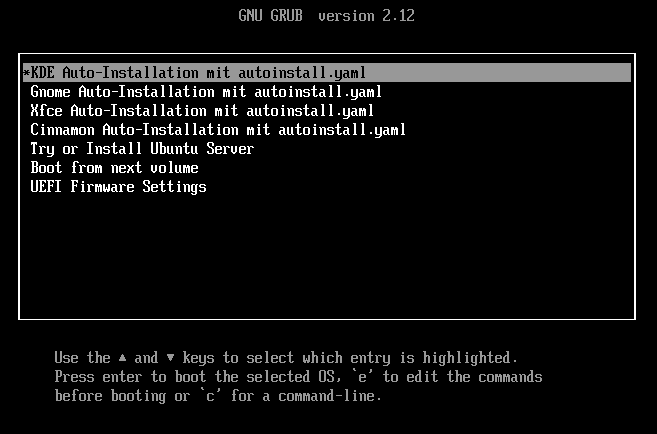 GNU GRUB  version 2.12
*KDE Auto-Installation mit autoinstall.yaml
Gnome Auto-Installation mit autoinstall.yaml
Xfce Auto-Installation mit autoinstall.yaml
Cinnamon Auto-Installation mit autoinstall.yaml
Try or Install Ubuntu Server
Boot from next volume
UEFI Firmware Settings
Use the ▲ and ▼ keys to select which entry is highlighted.
Press enter to boot the selected OS, `e' to edit the commands
before booting or `c' for a command-line.